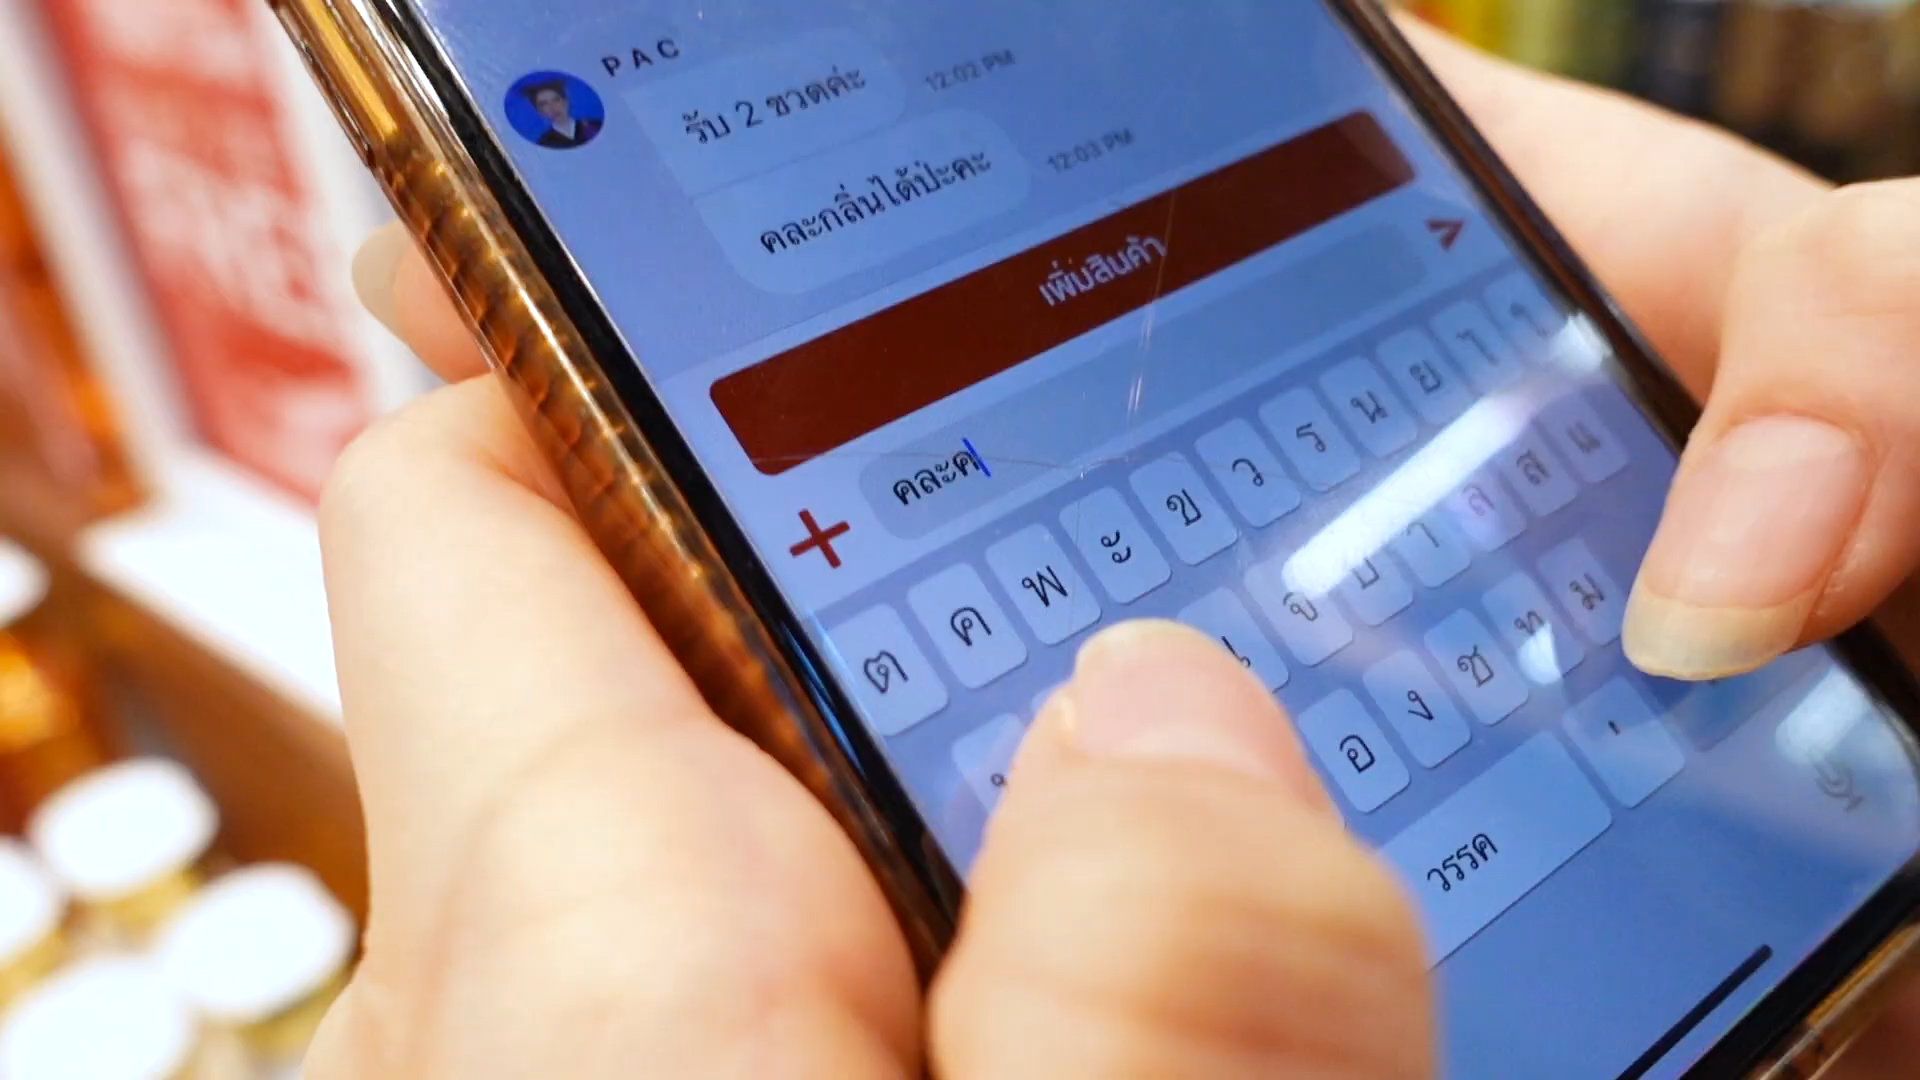 PAC
รับ 2 ขวดค่ะ
12:02 PM
คละกลิ่นได้ป่ะคะ
12:03 PM
เพิ่มสินค้า
คละค
ต ค พ ะ ข ว ร น ย า
อ ง ช ท ม
วรรค